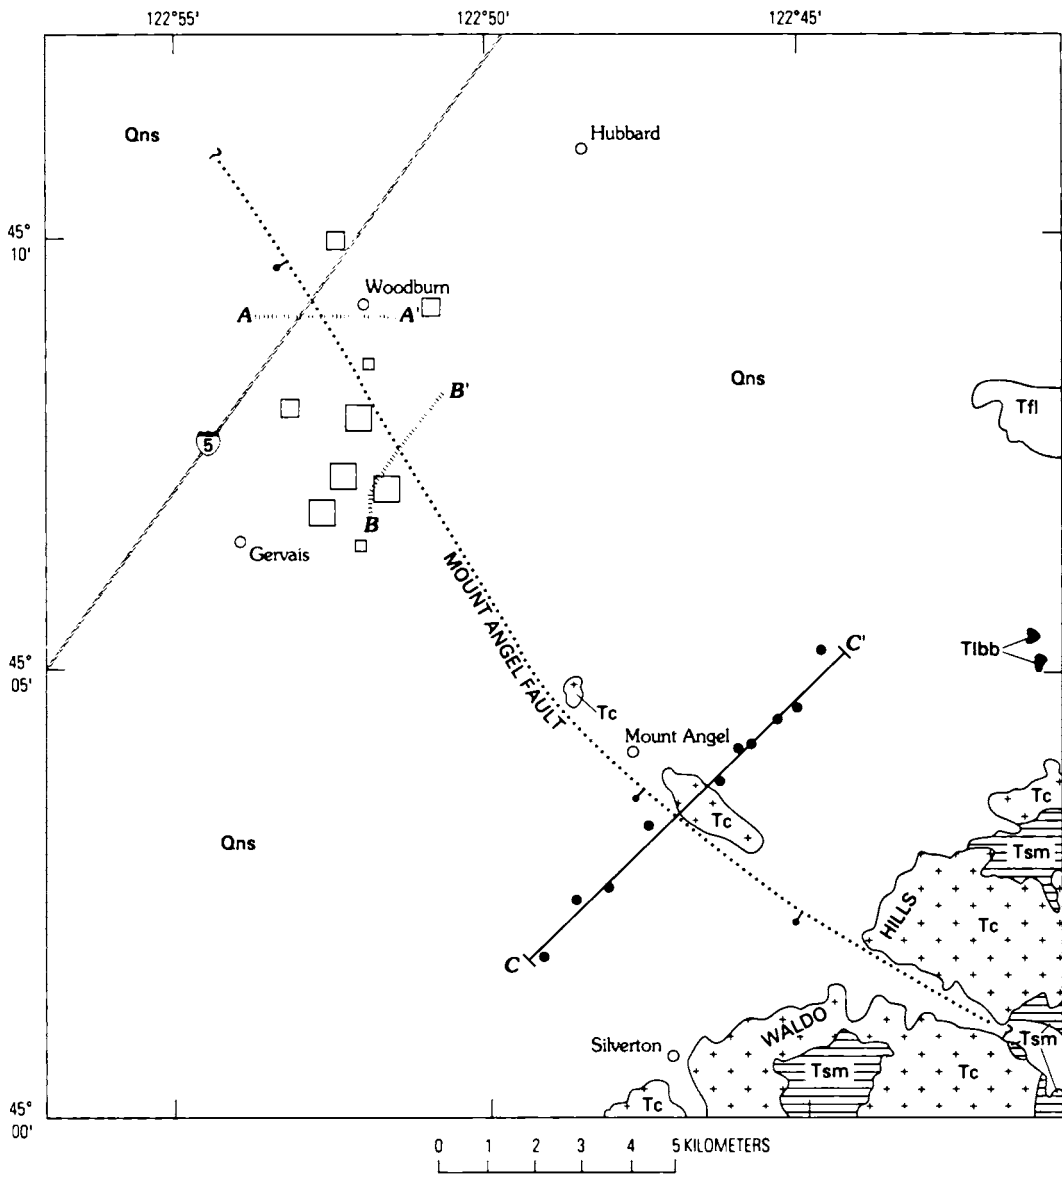 122°55'
122°50'
122°45'
Qns
Hubbard
?
45°
10'
Woodburn
A
A'
Qns
B'
Tfl
5
B
Gervais
MOUNT ANGEL FAULT
C'
Tlbb
45°
05'
Tc
Mount Angel
Tc
Tc
Qns
Tsm
HILLS
Tc
C
WALDO
Silverton
Tsm
Tsm
Tc
Tc
45°
00'
0 1 2 3 4 5 KILOMETERS